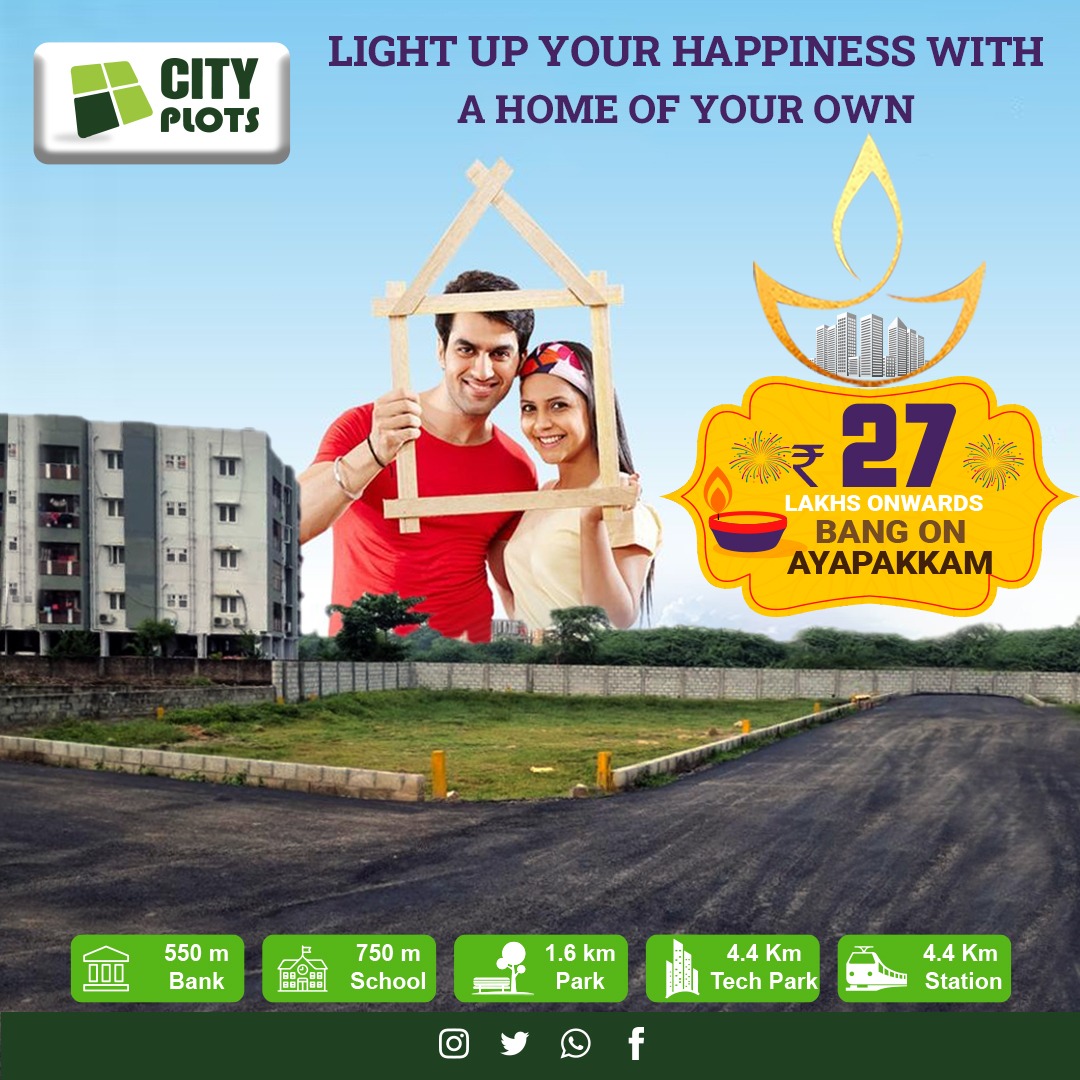 CITY
PLOTS
LIGHT UP YOUR HAPPINESS WITH
A HOME OF YOUR OWN
₹ 27
LAKHS ONWARDS
BANG ON
AYAPAKKAM
550 m
Bank
750 m
School
1.6 km
Park
4.4 Km
Tech Park
4.4 Km
Station